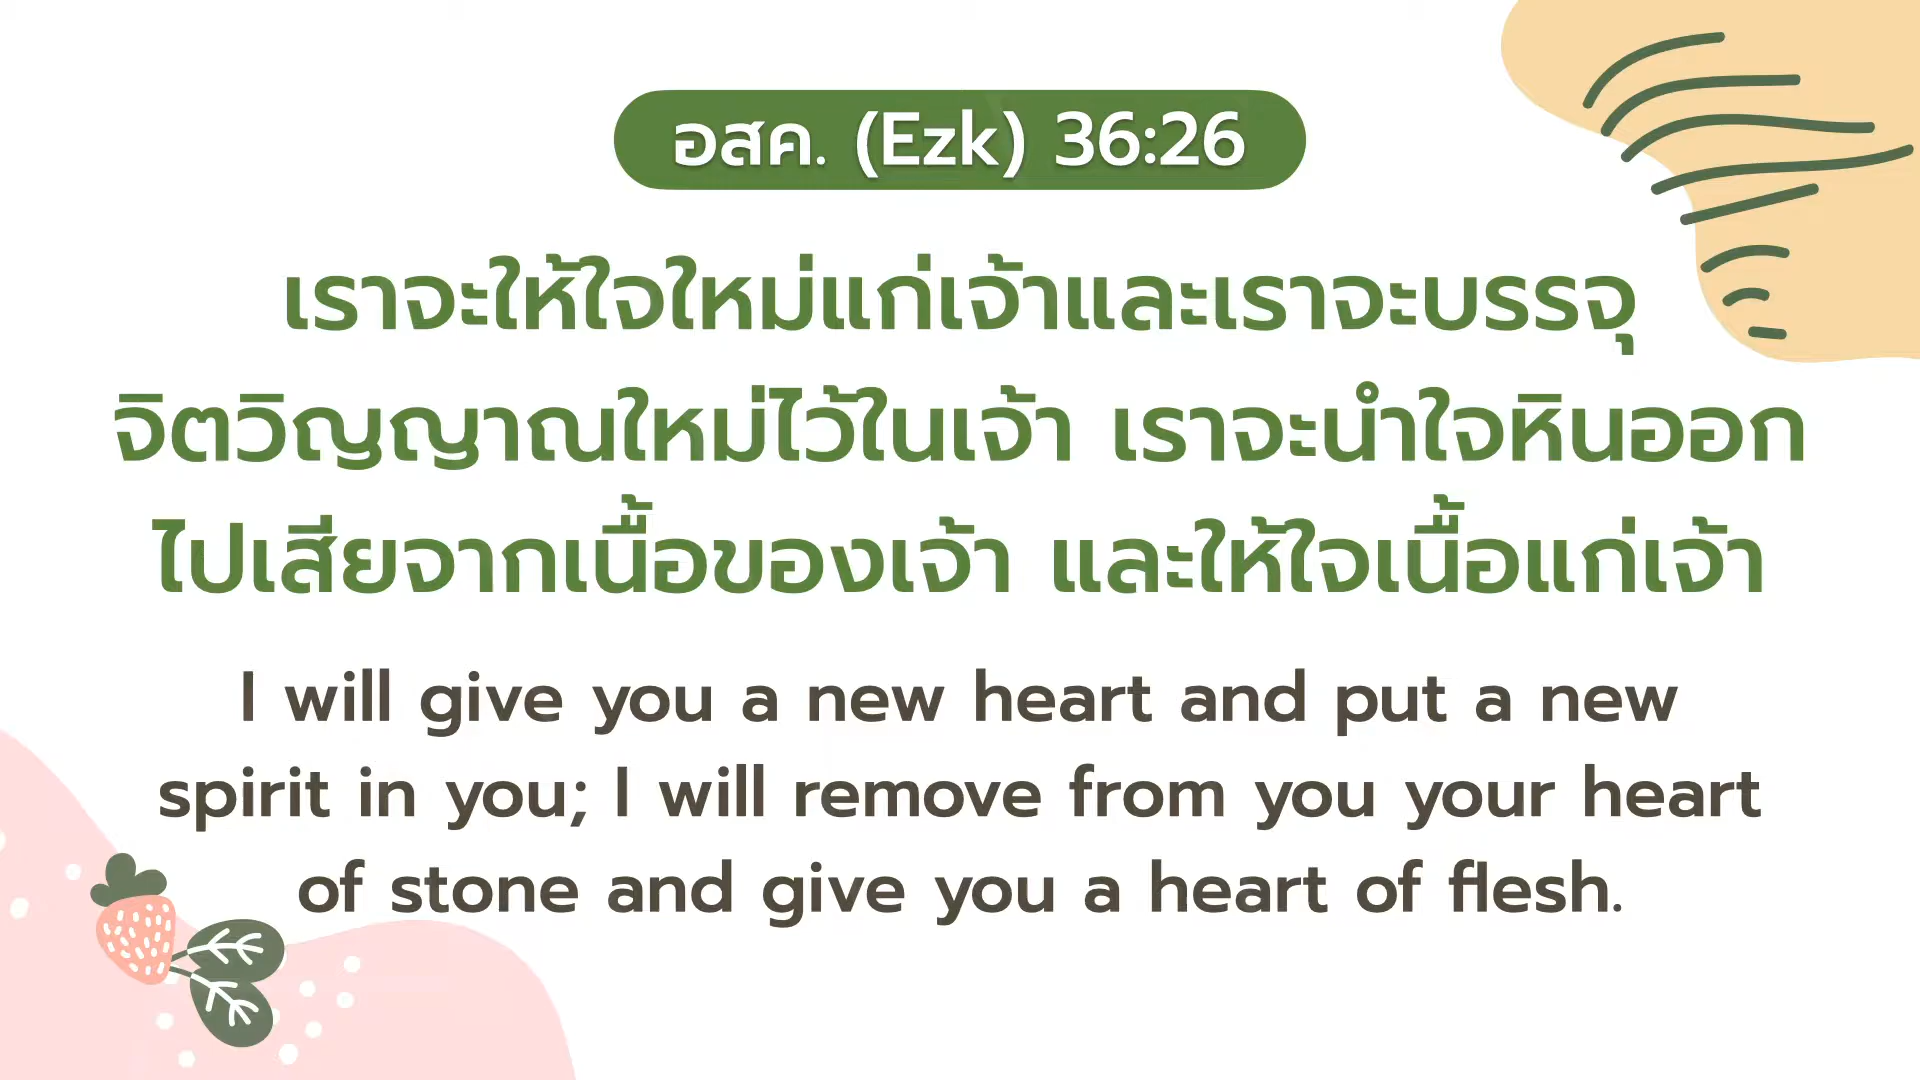 อสค. (Ezk) 36:26
เราจะให้ใจใหม่แก่เจ้าและเราจะบรรจุ
จิตวิญญาณใหม่ไว้ในเจ้า เราจะนำใจหินออก
ไปเสียจากเนื้อของเจ้า และให้ใจเนื้อแก่เจ้า
I will give you a new heart and put a new
spirit in you; I will remove from you your heart
of stone and give you a heart of flesh.